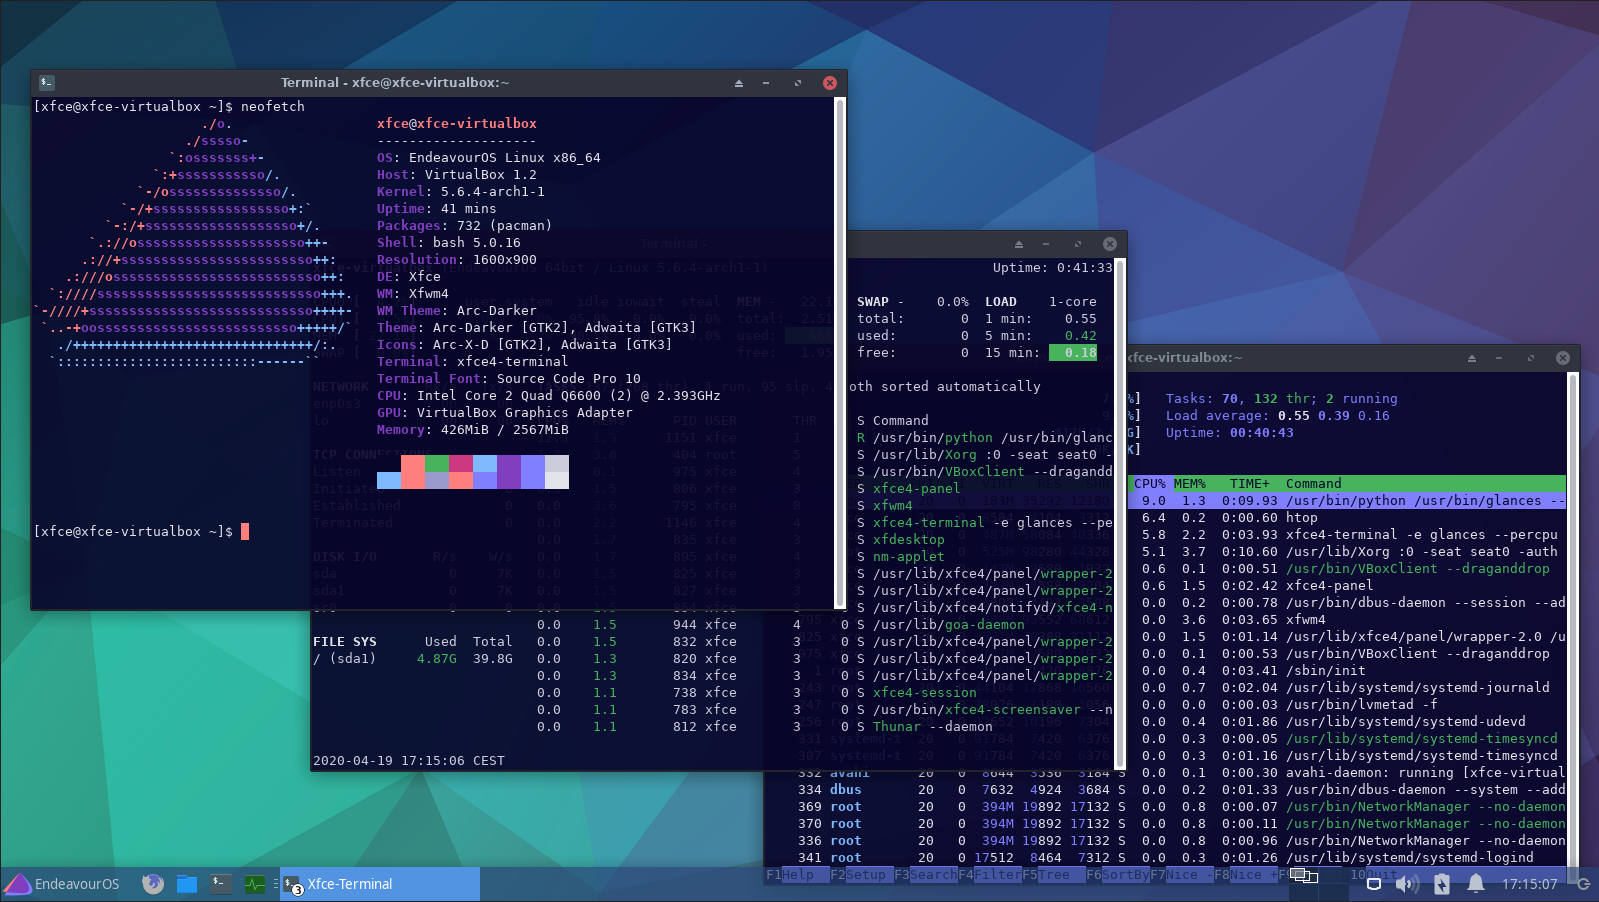 Terminal - xfce@xfce-virtualbox:~
[xfce@xfce-virtualbox ~]$ neofetch
./o.
./sssso-
`:osssssss+-
`:+sssssssssso/.
`-/ossssssssssssso/.
`-/+sssssssssssssssso+:`
`-:/+sssssssssssssssssso+/.
`.://osssssssssssssssssssso++-
.://+ssssssssssssssssssssssso++:
.:///ossssssssssssssssssssssssso++:
`:////ssssssssssssssssssssssssssso+++.
`-////+ssssssssssssssssssssssssssso++++-
`..-+oosssssssssssssssssssssssso+++++/`
./++++++++++++++++++++++++++++++/:.
`:::::::::::::::::::::::::------``
xfce@xfce-virtualbox
--------------------
OS: EndeavourOS Linux x86_64
Host: VirtualBox 1.2
Kernel: 5.6.4-arch1-1
Uptime: 41 mins
Packages: 732 (pacman)
Shell: bash 5.0.16
Resolution: 1600x900
DE: Xfce
WM: Xfwm4
WM Theme: Arc-Darker
Theme: Arc-Darker [GTK2], Adwaita [GTK3]
Icons: Arc-X-D [GTK2], Adwaita [GTK3]
Terminal: xfce4-terminal
Terminal Font: Source Code Pro 10
CPU: Intel Core 2 Quad Q6600 (2) @ 2.393GHz
GPU: VirtualBox Graphics Adapter
Memory: 426MiB / 2567MiB
[xfce@xfce-virtualbox ~]$
Uptime: 0:41:33
SWAP - 0.0% LOAD 1-core
total: 0 1 min: 0.55
used: 0 5 min: 0.42
free: 0 15 min: 0.18
oth sorted automatically
S Command
R /usr/bin/python /usr/bin/glanc
S /usr/lib/Xorg :0 -seat seat0 -
S /usr/bin/VBoxClient --draganddr
S xfce4-panel
S xfwm4
S xfce4-terminal -e glances --pe
S xfdesktop
S nm-applet
S /usr/lib/xfce4/panel/wrapper-2
S /usr/lib/xfce4/panel/wrapper-2
S /usr/lib/xfce4/notifyd/xfce4-n
0.0 1.5 944 xfce 4 0 S /usr/lib/goa-daemon
FILE SYS Used Total 0.0 1.5 832 xfce 3 0 S /usr/lib/xfce4/panel/wrapper-2
/ (sda1) 4.87G 39.8G 0.0 1.3 820 xfce 3 0 S /usr/lib/xfce4/panel/wrapper-2
0.0 1.3 834 xfce 3 0 S /usr/lib/xfce4/panel/wrapper-2
0.0 1.1 738 xfce 3 0 S xfce4-session
0.0 1.1 783 xfce 3 0 S /usr/bin/xfce4-screensaver --n
0.0 1.1 812 xfce 3 0 S Thunar --daemon
2020-04-19 17:15:06 CEST
xfce-virtualbox:~
Tasks: 70, 132 thr; 2 running
Load average: 0.55 0.39 0.16
Uptime: 00:40:43
CPU% MEM% TIME+ Command
9.0 1.3 0:09.93 /usr/bin/python /usr/bin/glances --
6.4 0.2 0:00.60 htop
5.8 2.2 0:03.93 xfce4-terminal -e glances --percpu
5.1 3.7 0:10.60 /usr/lib/Xorg :0 -seat seat0 -auth
0.6 0.1 0:00.51 /usr/bin/VBoxClient --draganddrop
0.6 1.5 0:02.42 xfce4-panel
0.0 0.2 0:00.78 /usr/bin/dbus-daemon --session --ad
0.0 3.6 0:03.65 xfwm4
0.0 1.5 0:01.14 /usr/lib/xfce4/panel/wrapper-2.0 /u
0.0 0.1 0:00.53 /usr/bin/VBoxClient --draganddrop
0.0 0.4 0:03.41 /sbin/init
0.0 0.7 0:02.04 /usr/lib/systemd/systemd-journald
0.0 0.0 0:00.03 /usr/bin/lvmetad -f
0.0 0.4 0:01.86 /usr/lib/systemd/systemd-udevd
0.0 0.3 0:00.05 /usr/lib/systemd/systemd-timesyncd
0.0 0.3 0:01.16 /usr/lib/systemd/systemd-timesyncd
332 avahi 20 0 8644 3536 3184 S 0.0 0.1 0:00.30 avahi-daemon: running [xfce-virtual
334 dbus 20 0 7632 4924 3684 S 0.0 0.2 0:01.33 /usr/bin/dbus-daemon --system --add
369 root 20 0 394M 19892 17132 S 0.0 0.8 0:00.07 /usr/bin/NetworkManager --no-daemon
370 root 20 0 394M 19892 17132 S 0.0 0.8 0:00.11 /usr/bin/NetworkManager --no-daemon
336 root 20 0 394M 19892 17132 S 0.0 0.8 0:00.96 /usr/bin/NetworkManager --no-daemon
341 root 20 0 17512 8464 7312 S 0.0 0.3 0:01.26 /usr/lib/systemd/systemd-logind
F1Help F2Setup F3SearchF4FilterF5Tree F6SortByF7Nice -F8Nice +F9 10Quit
EndeavourOS
3 Xfce-Terminal
17:15:07